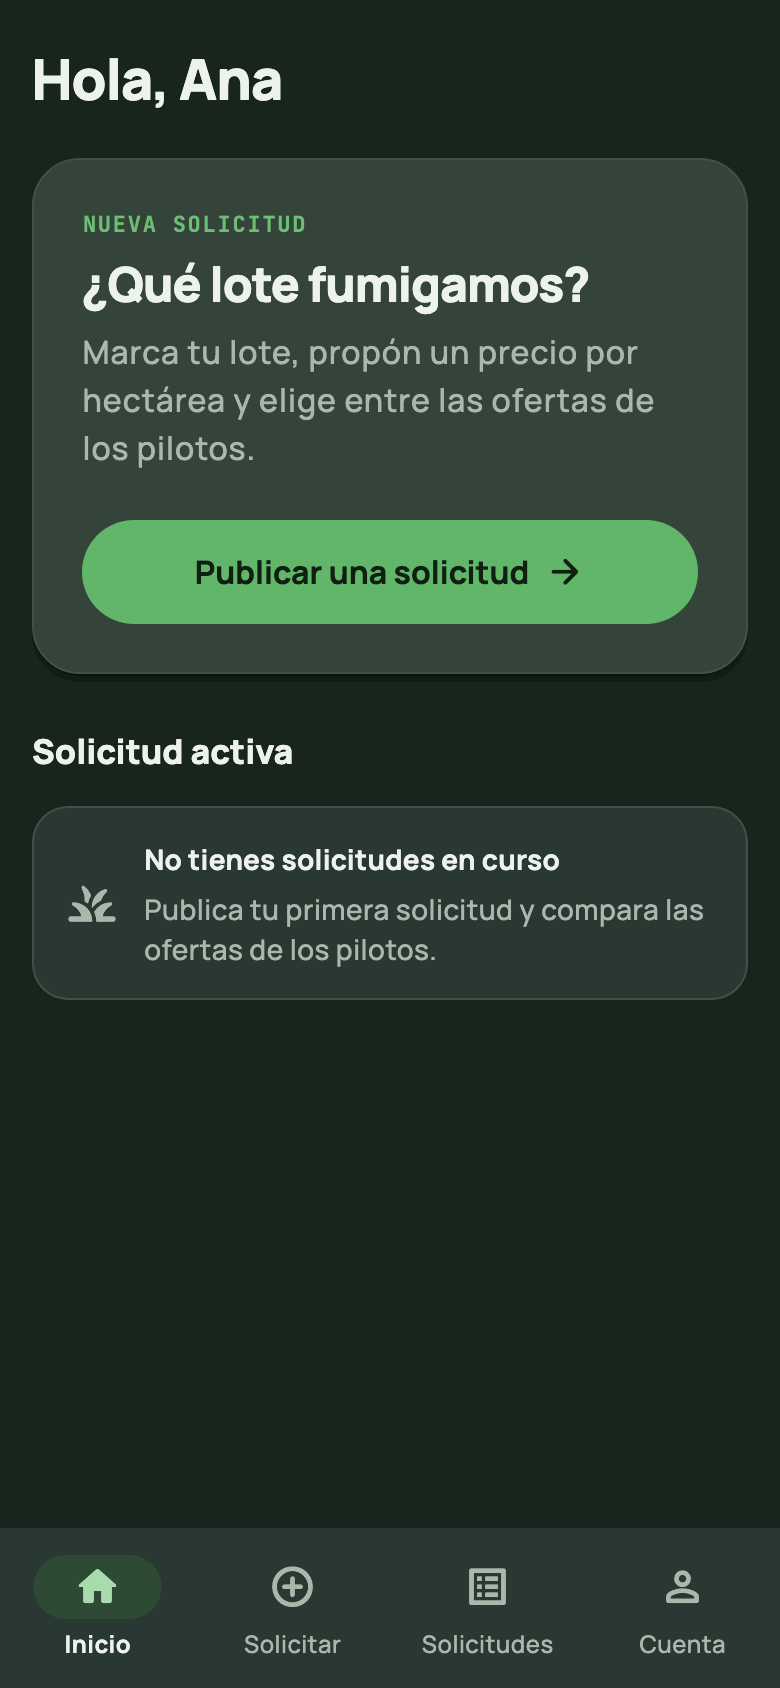 Hola, Ana
NUEVA SOLICITUD
¿Qué lote fumigamos?
Marca tu lote, propón un precio por
hectárea y elige entre las ofertas de
los pilotos.
Publicar una solicitud
Solicitud activa
No tienes solicitudes en curso
Publica tu primera solicitud y compara las
ofertas de los pilotos.
Inicio
Solicitar
Solicitudes
Cuenta